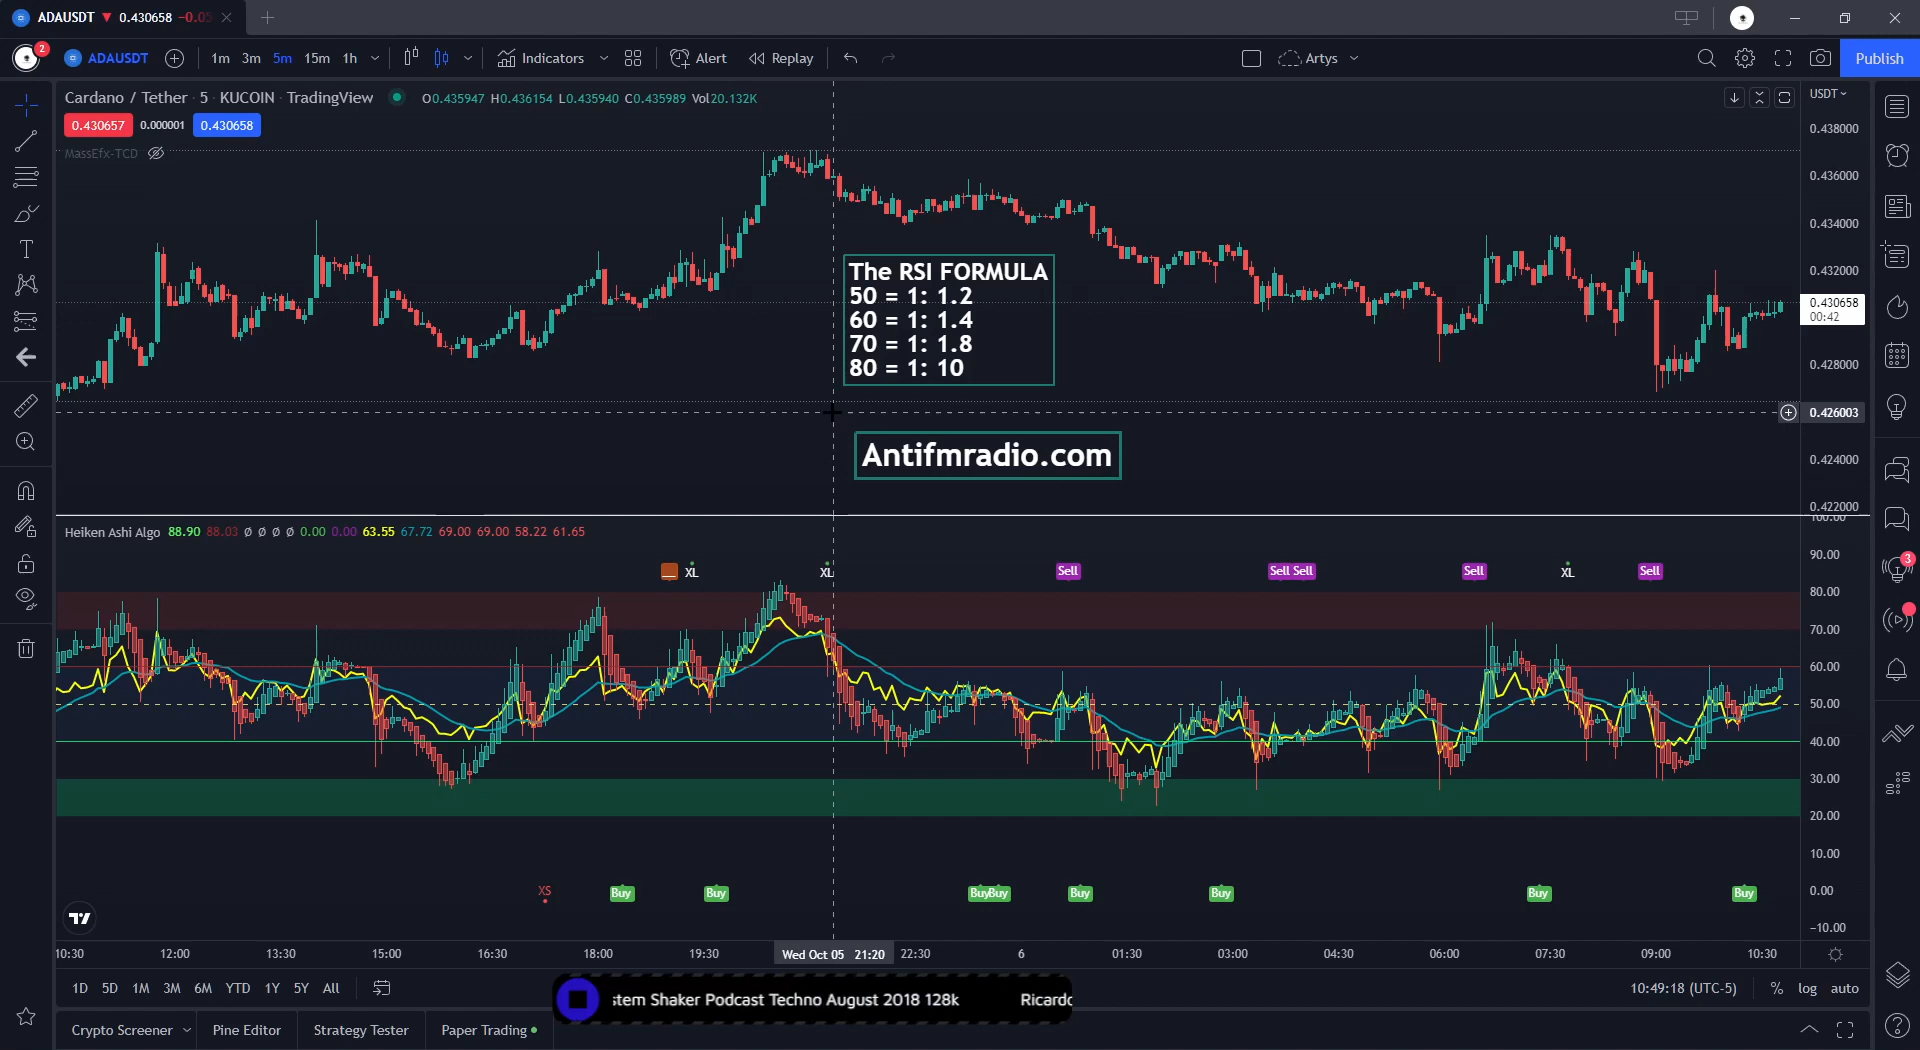 ADAUSDT ▼ 0.430658 −0.05
2
ADAUSDT 1m 3m 5m 15m 1h Indicators Alert Replay Artys Publish
Cardano / Tether · 5 · KUCOIN · TradingView O0.435947 H0.436154 L0.435940 C0.435989 Vol20.132K
0.430657 0.000001 0.430658
MassEfx-TCD
USDT
0.438000
0.436000
0.434000
0.432000
0.430658
00:42
0.428000
0.426003
0.424000
0.422000
The RSI FORMULA
50 = 1: 1.2
60 = 1: 1.4
70 = 1: 1.8
80 = 1: 10
Antifmradio.com
Heiken Ashi Algo 88.90 88.03 Ø Ø Ø Ø 0.00 0.00 63.55 67.72 69.00 69.00 58.22 61.65
XL XL Sell Sell Sell Sell XL Sell
100.00
90.00
80.00
70.00
60.00
50.00
40.00
30.00
20.00
10.00
0.00
−10.00
3
XS Buy Buy BuyBuy Buy Buy Buy Buy
10:30 12:00 13:30 15:00 16:30 18:00 19:30 Wed Oct 05 21:20 22:30 6 01:30 03:00 04:30 06:00 07:30 09:00 10:30
1D 5D 1M 3M 6M YTD 1Y 5Y All
stem Shaker Podcast Techno August 2018 128k Ricardo
10:49:18 (UTC-5) % log auto
Crypto Screener Pine Editor Strategy Tester Paper Trading